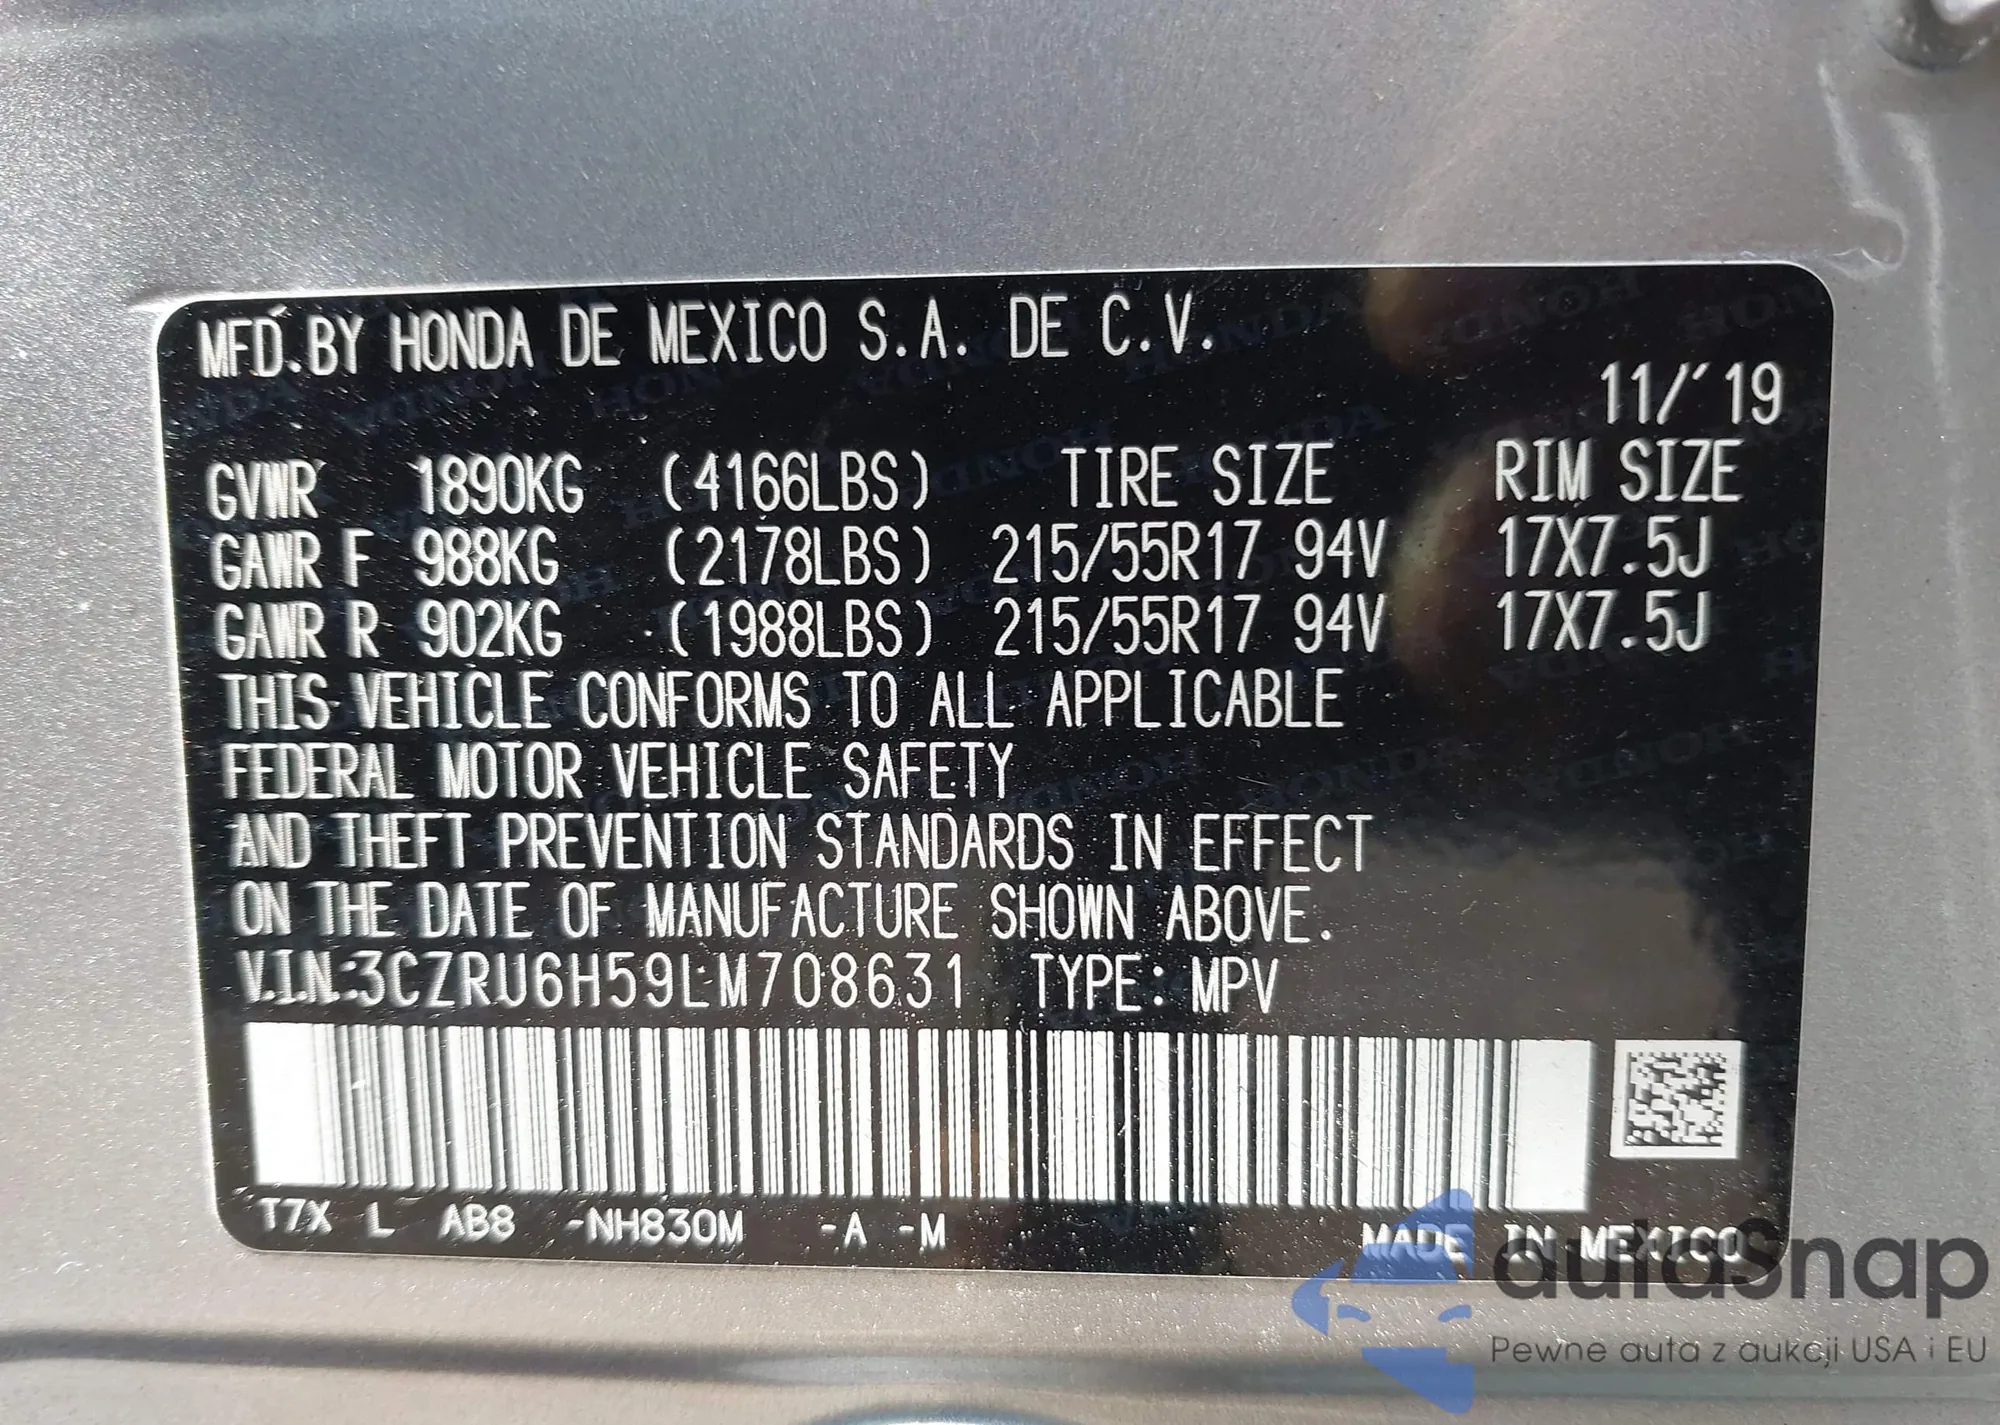 MFD.BY HONDA DE MEXICO S.A. DE C.V.
11/'19
GVWR 1890KG (4166LBS) TIRE SIZE RIM SIZE
GAWR F 988KG (2178LBS) 215/55R17 94V 17X7.5J
GAWR R 902KG (1988LBS) 215/55R17 94V 17X7.5J
THIS VEHICLE CONFORMS TO ALL APPLICABLE
FEDERAL MOTOR VEHICLE SAFETY
AND THEFT PREVENTION STANDARDS IN EFFECT
ON THE DATE OF MANUFACTURE SHOWN ABOVE.
V.I.N:3CZRU6H59LM708631 TYPE: MPV
T7X L AB8 -NH830M -A -M MADE IN MEXICO
autaSnap
Pewne auta z aukcji USA i EU